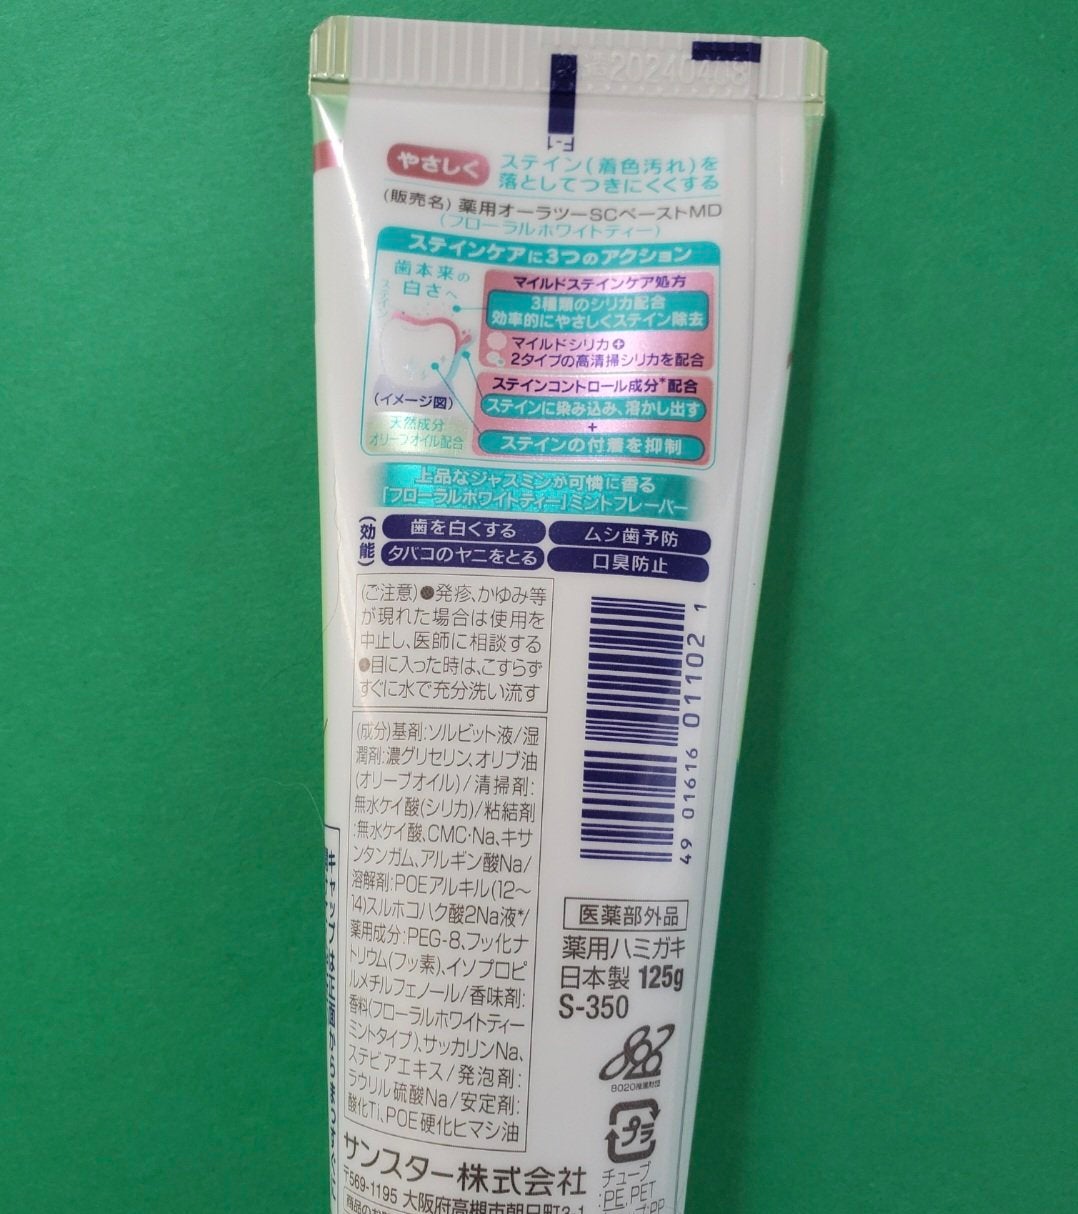 20240408
F-1
やさしく
ステイン(着色汚れ)を
落としてつきにくくする
(販売名) 薬用オーラツーSCペーストMD
(フローラルホワイトティー)
ステインケアに3つのアクション
歯本来の
白さへ
ステイン
(イメージ図)
天然成分
オリーブオイル配合
マイルドステインケア処方
3種類のシリカ配合
効率的にやさしくステイン除去
マイルドシリカ+
2タイプの高清掃シリカを配合
ステインコントロール成分*配合
ステインに染み込み、溶かし出す
+
ステインの付着を抑制
上品なジャスミンが可憐に香る
「フローラルホワイトティー」ミントフレーバー
(効能)
歯を白くする
ムシ歯予防
タバコのヤニをとる
口臭防止
(ご注意)●発疹、かゆみ等
が現れた場合は使用を
中止し、医師に相談する
●目に入った時は、こすらず
すぐに水で充分洗い流す
(成分)基剤:ソルビット液/湿
潤剤:濃グリセリン、オリブ油
(オリーブオイル)/清掃剤:
無水ケイ酸(シリカ)/粘結剤
:無水ケイ酸、CMC·Na、キサ
ンタンガム、アルギン酸Na/
溶解剤:POEアルキル(12〜
14)スルホコハク酸2Na液*/
薬用成分:PEG-8、フッ化ナ
トリウム(フッ素)、イソプロピ
ルメチルフェノール/香味剤:
香料(フローラルホワイトティー
ミントタイプ)、サッカリンNa、
ステビアエキス/発泡剤:
ラウリル硫酸Na/安定剤:
酸化Ti、POE硬化ヒマシ油
49 01616 01102 1
医薬部外品
薬用ハミガキ
日本製 125g
S-350
8020推進財団
プラ
チューブ
:PE,PET
サンスター株式会社
〒569-1195 大阪府高槻市朝日町3-1